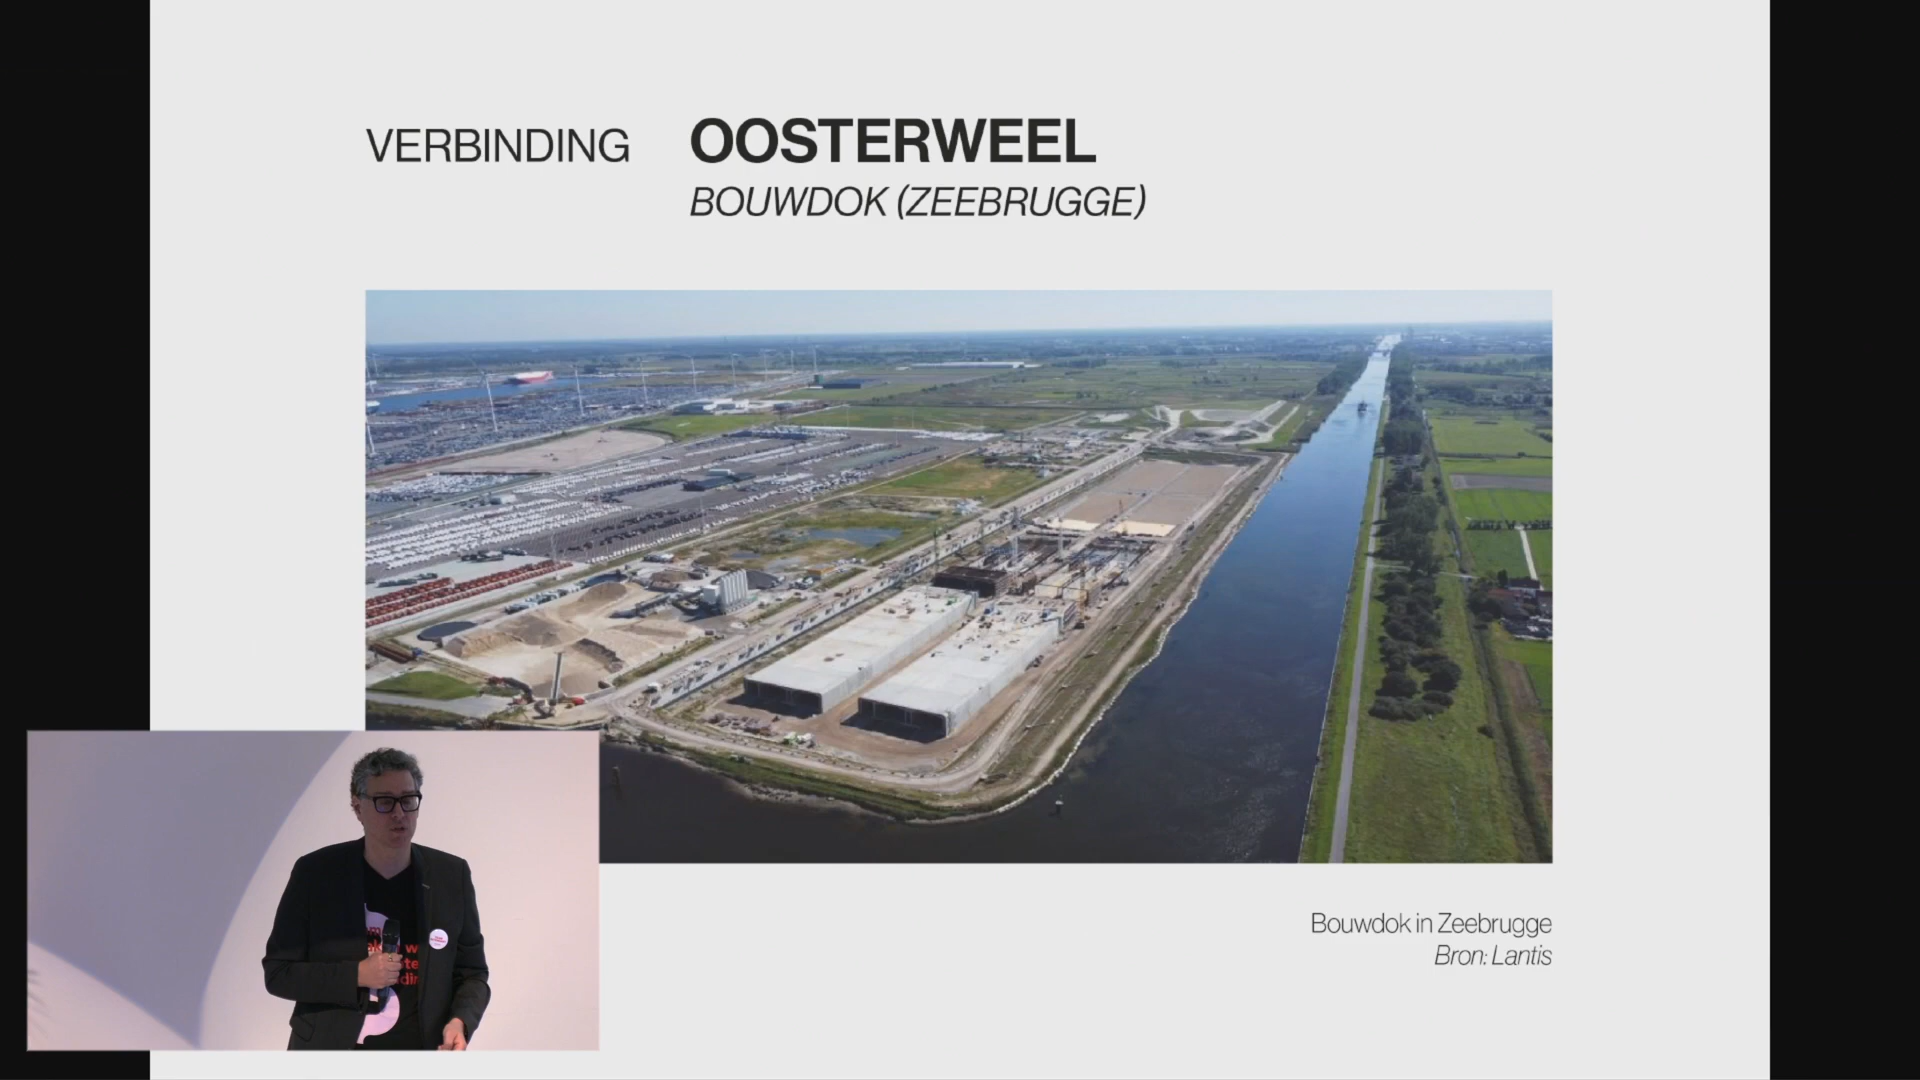 VERBINDING OOSTERWEEL
BOUWDOK (ZEEBRUGGE)
Bouwdok in Zeebrugge
Bron: Lantis